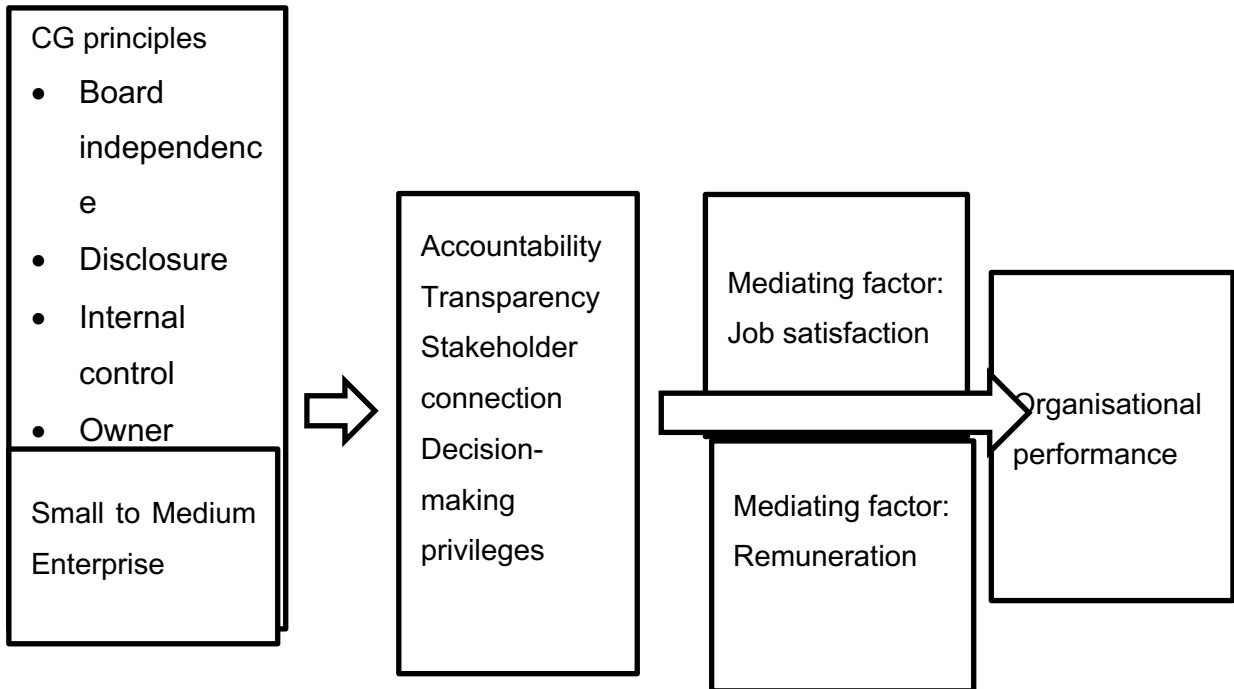 CG principles
• Board
independenc
e
• Disclosure
• Internal
control
• Owner
Small to Medium
Enterprise
Accountability
Transparency
Stakeholder
connection
Decision-
making
privileges
Mediating factor:
Job satisfaction
Mediating factor:
Remuneration
Organisational
performance